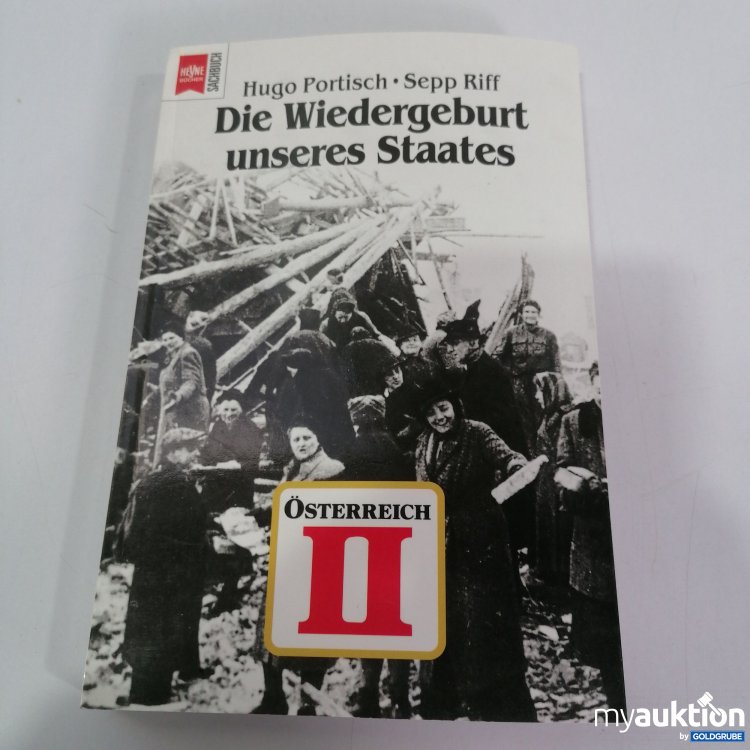 HEYNE
BÜCHER
SACHBUCH
Hugo Portisch • Sepp Riff
Die Wiedergeburt
unseres Staates
ÖSTERREICH
II
myauktion
by GOLDGRUBE